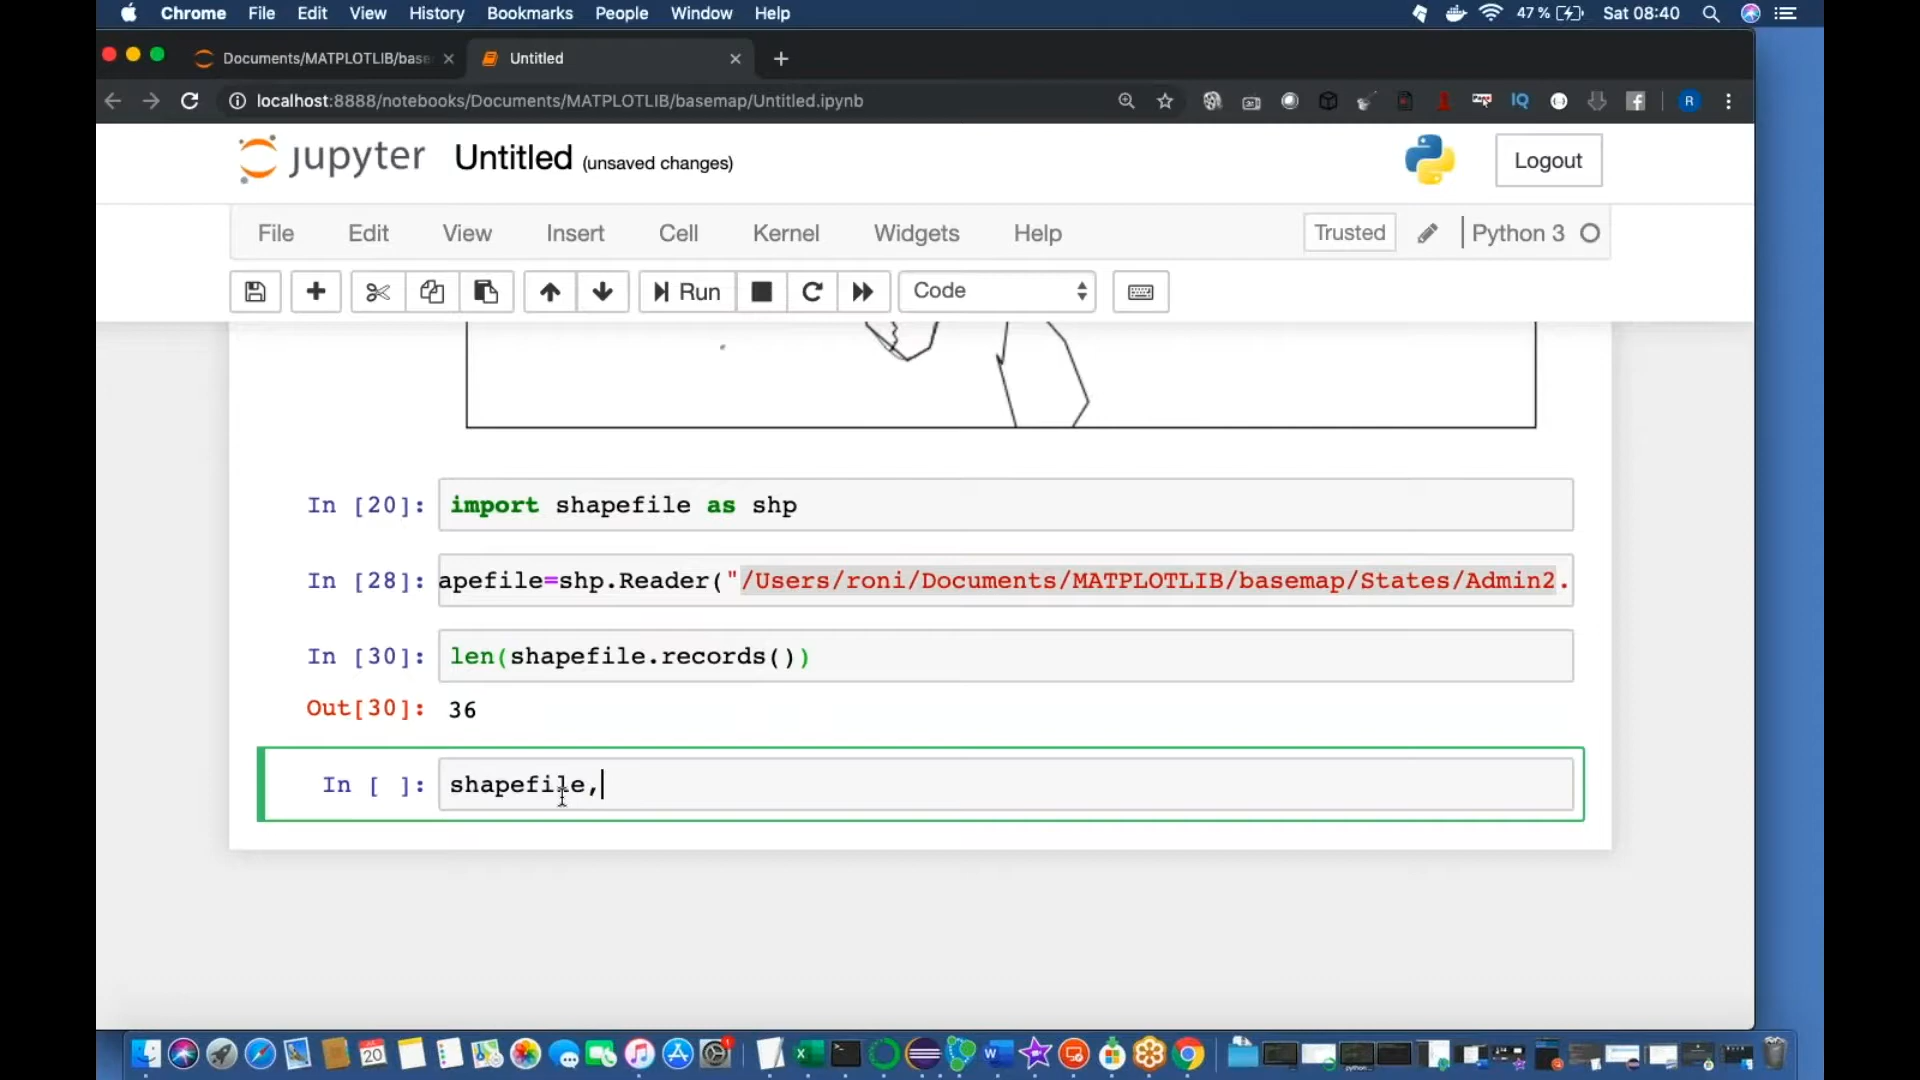 Chrome File Edit View History Bookmarks People Window Help 47 % Sat 08:40
Documents/MATPLOTLIB/base Untitled
localhost:8888/notebooks/Documents/MATPLOTLIB/basemap/Untitled.ipynb IQ R
jupyter Untitled (unsaved changes) Logout
File Edit View Insert Cell Kernel Widgets Help Trusted Python 3
Run Code
In [20]: import shapefile as shp
In [28]: apefile=shp.Reader("/Users/roni/Documents/MATPLOTLIB/basemap/States/Admin2.
In [30]: len(shapefile.records())
Out[30]: 36
In [ ]: shapefile,
20